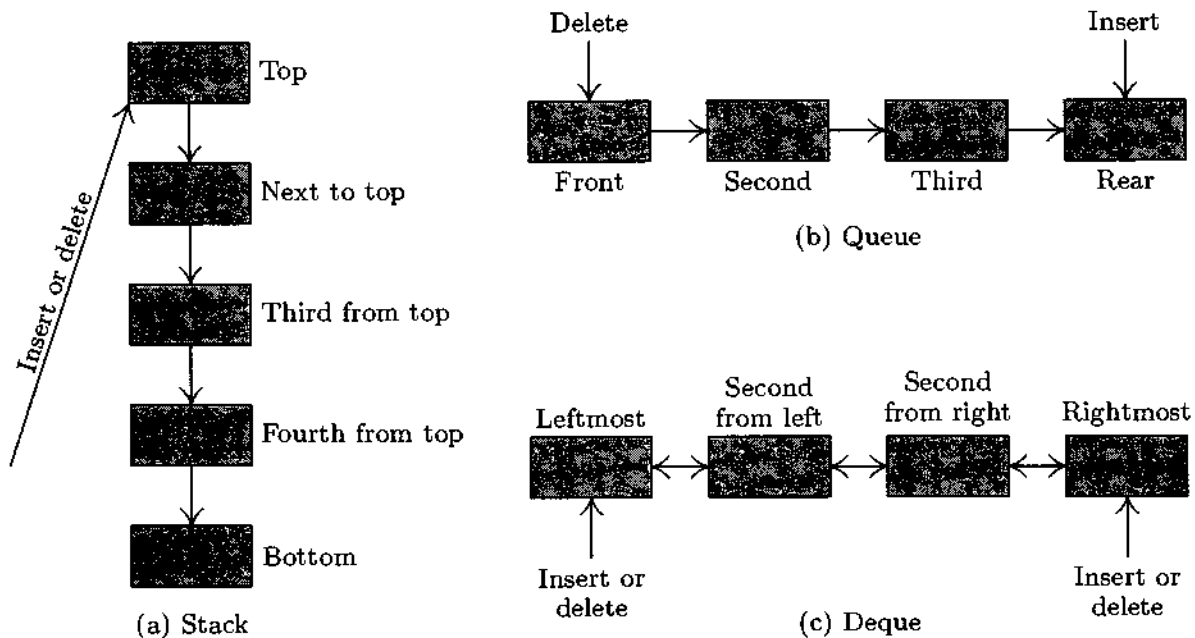 Top
Next to top
Third from top
Fourth from top
Bottom
Insert or delete
(a) Stack
Delete
Insert
Front
Second
Third
Rear
(b) Queue
Leftmost
Second
from left
Second
from right
Rightmost
Insert or
delete
Insert or
delete
(c) Deque